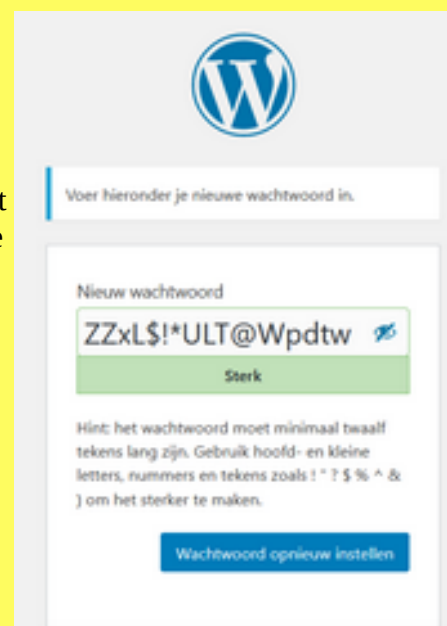 t
e
Voer hieronder je nieuwe wachtwoord in.
Nieuw wachtwoord
ZZxL$!*ULT@Wpdtw
Sterk
Hint: het wachtwoord moet minimaal twaalf
tekens lang zijn. Gebruik hoofd- en kleine
letters, nummers en tekens zoals ! " ? $ % ^ &
) om het sterker te maken.
Wachtwoord opnieuw instellen